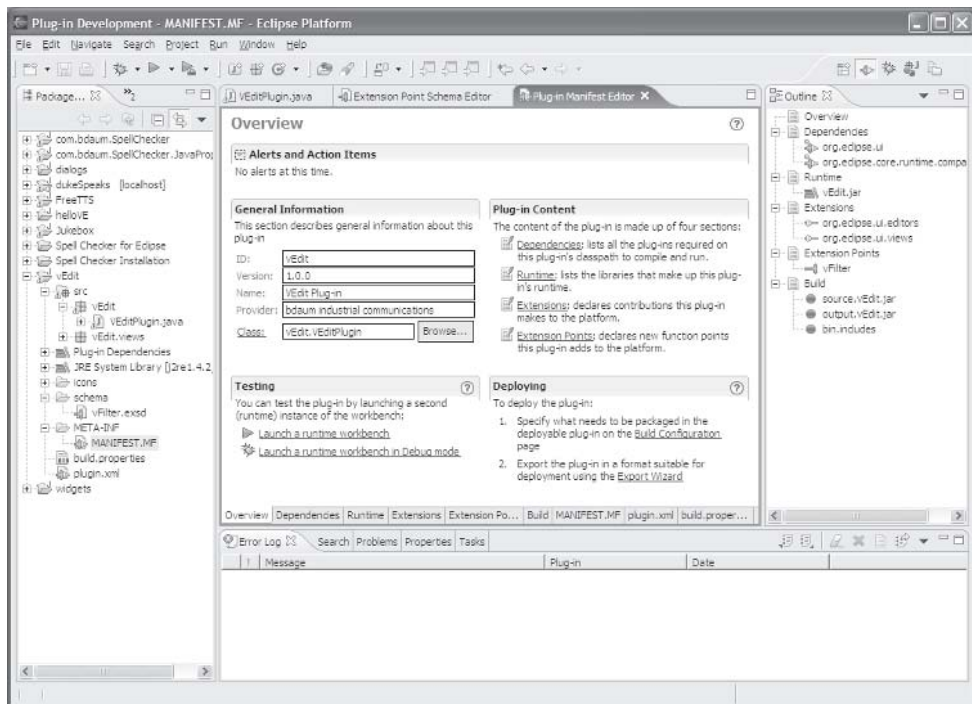 Plug-in Development - MANIFEST.MF - Eclipse Platform
File Edit Navigate Search Project Run Window Help
Package...
2
com.bdaum.SpellChecker
com.bdaum.SpellChecker.JavaProp
dialogs
dukeSpeaks [localhost]
FreeTTS
helloVE
Jukebox
Spell Checker for Eclipse
Spell Checker Installation
vEdit
src
vEdit
VEditPlugin.java
vEdit.views
Plug-in Dependencies
JRE System Library [j2re1.4.2
icons
schema
vFilter.exsd
META-INF
MANIFEST.MF
build.properties
plugin.xml
widgets
VEditPlugin.java Extension Point Schema Editor Plug-in Manifest Editor
Overview
Alerts and Action Items
No alerts at this time.
General Information
This section describes general information about this
plug-in
ID: vEdit
Version: 1.0.0
Name: VEdit Plug-in
Provider: bdaum industrial communications
Class: vEdit.VEditPlugin Browse...
Plug-in Content
The content of the plug-in is made up of four sections:
Dependencies: lists all the plug-ins required on
this plug-in's classpath to compile and run.
Runtime: lists the libraries that make up this plug-
in's runtime.
Extensions: declares contributions this plug-in
makes to the platform.
Extension Points: declares new function points
this plug-in adds to the platform.
Testing
You can test the plug-in by launching a second
(runtime) instance of the workbench:
Launch a runtime workbench
Launch a runtime workbench in Debug mode
Deploying
To deploy the plug-in:
1. Specify what needs to be packaged in the
deployable plug-in on the Build Configuration
page
2. Export the plug-in in a format suitable for
deployment using the Export Wizard
Overview Dependencies Runtime Extensions Extension Po... Build MANIFEST.MF plugin.xml build.proper...
Outline
Overview
Dependencies
org.eclipse.ui
org.eclipse.core.runtime.compa
Runtime
vEdit.jar
Extensions
org.eclipse.ui.editors
org.eclipse.ui.views
Extension Points
vFilter
Build
source.vEdit.jar
output.vEdit.jar
bin.includes
Error Log Search Problems Properties Tasks
! Message Plug-in Date